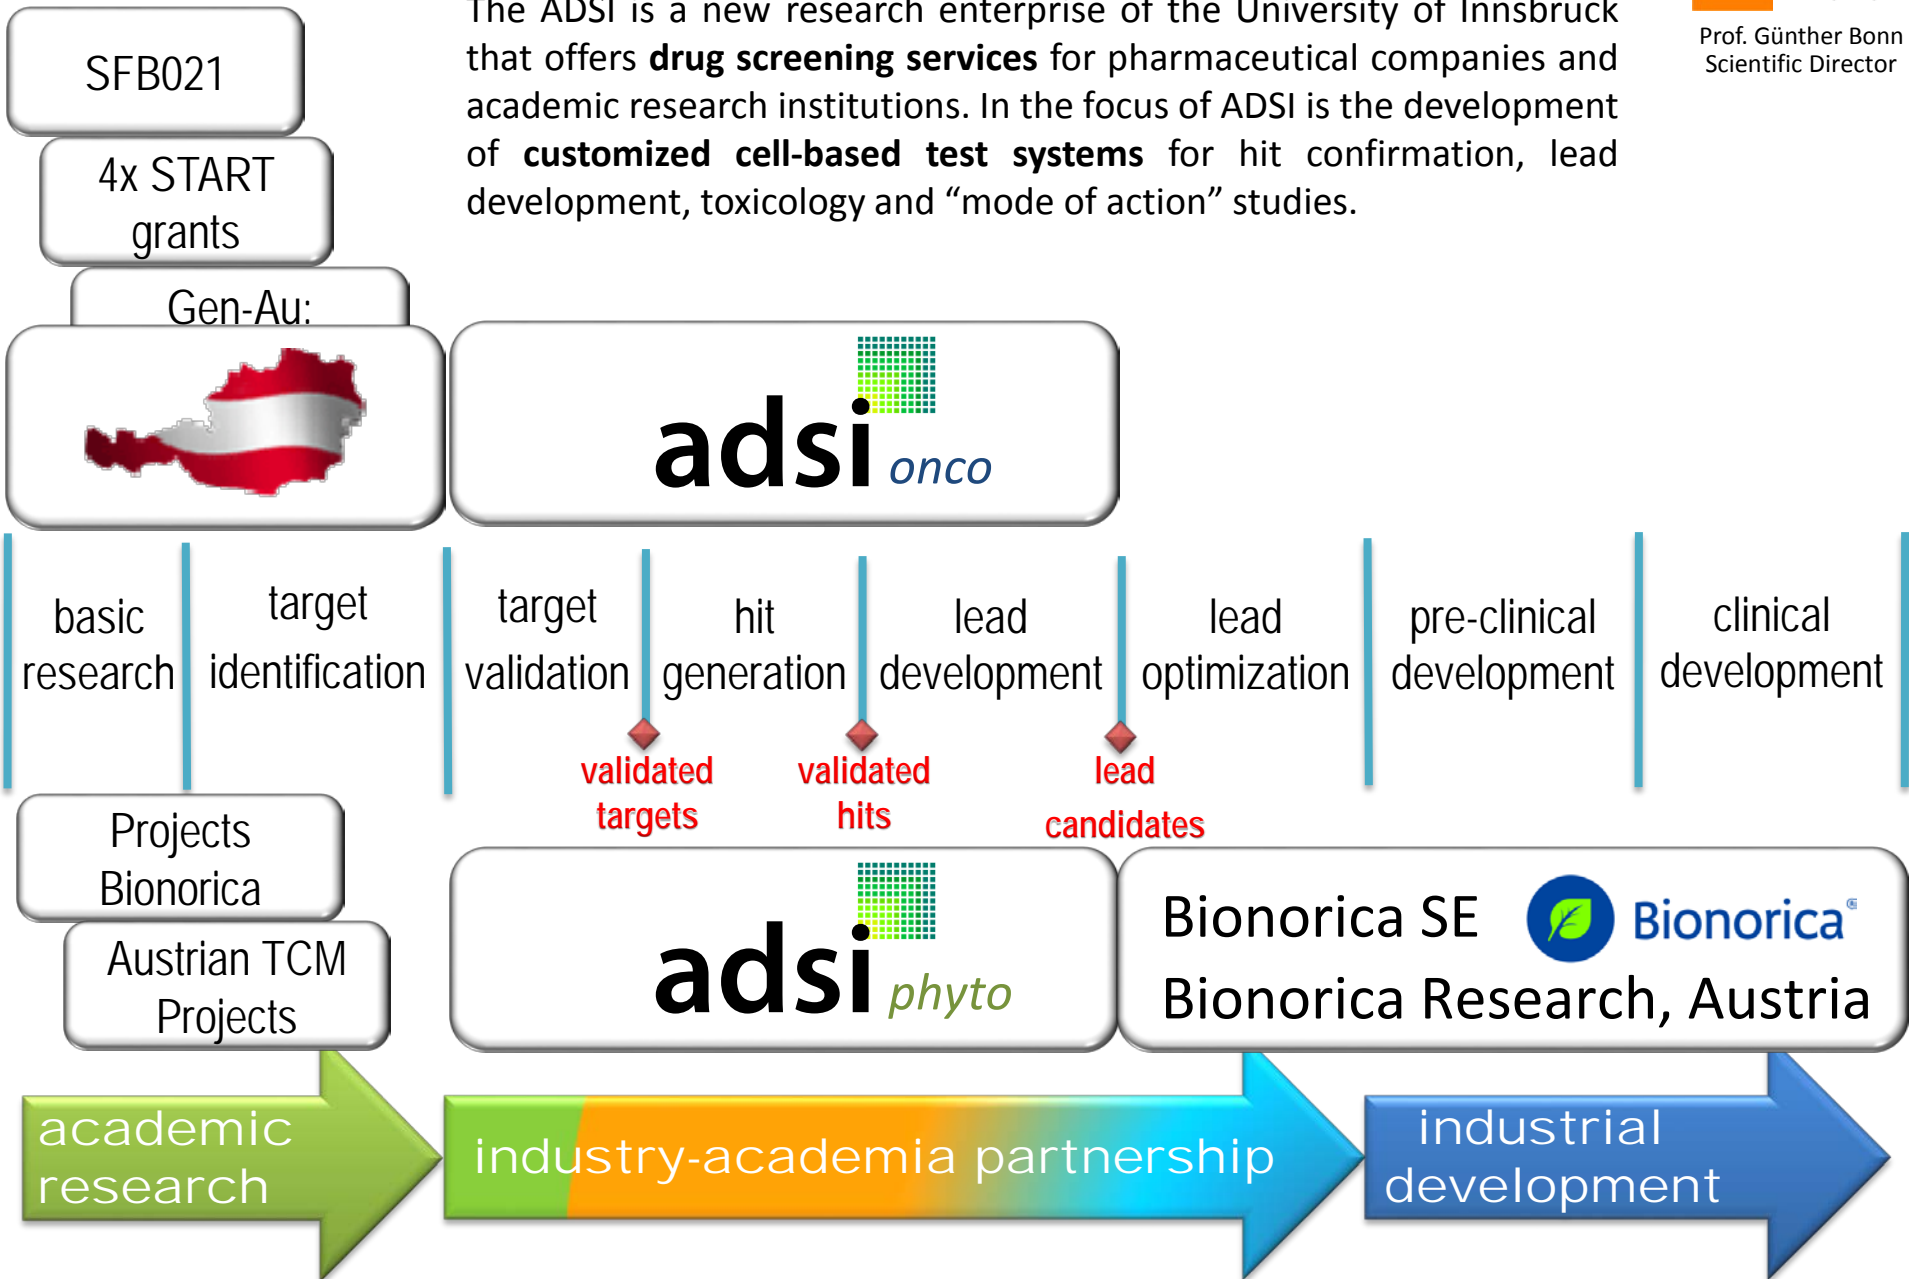 The ADSI is a new research enterprise of the University of Innsbruck
that offers drug screening services for pharmaceutical companies and
academic research institutions. In the focus of ADSI is the development
of customized cell-based test systems for hit confirmation, lead
development, toxicology and “mode of action” studies.
Prof. Günther Bonn
Scientific Director
SFB021
4x START
grants
Gen-Au:
adsi onco
basic
research
target
identification
target
validation
hit
generation
lead
development
lead
optimization
pre-clinical
development
clinical
development
validated
targets
validated
hits
lead
candidates
Projects
Bionorica
Austrian TCM
Projects
adsi phyto
Bionorica SE
Bionorica®
Bionorica Research, Austria
academic
research
industry-academia partnership
industrial
development